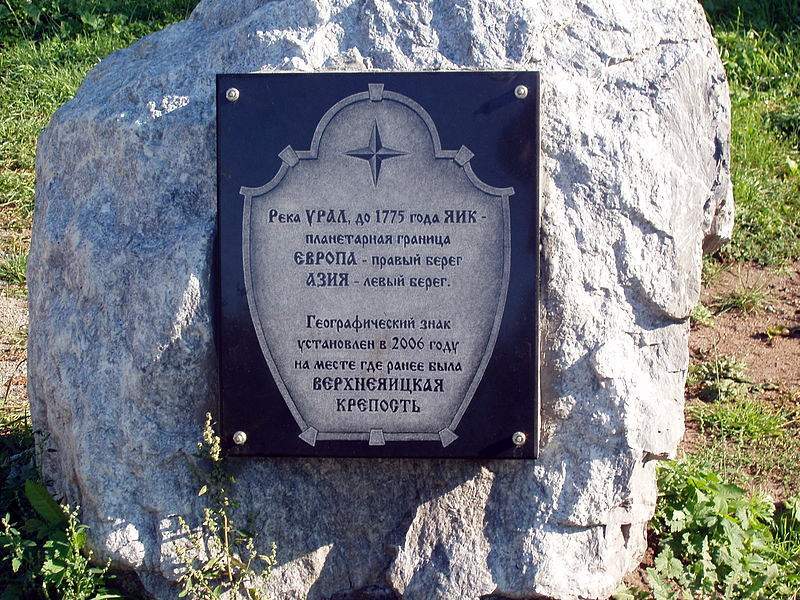 Река УРАЛ, до 1775 года ЯИК -
планетарная граница
ЕВРОПА - правый берег
АЗИЯ - левый берег.
Географический знак
установлен в 2006 году
на месте где ранее была
ВЕРХНЕЯИЦКАЯ
КРЕПОСТЬ